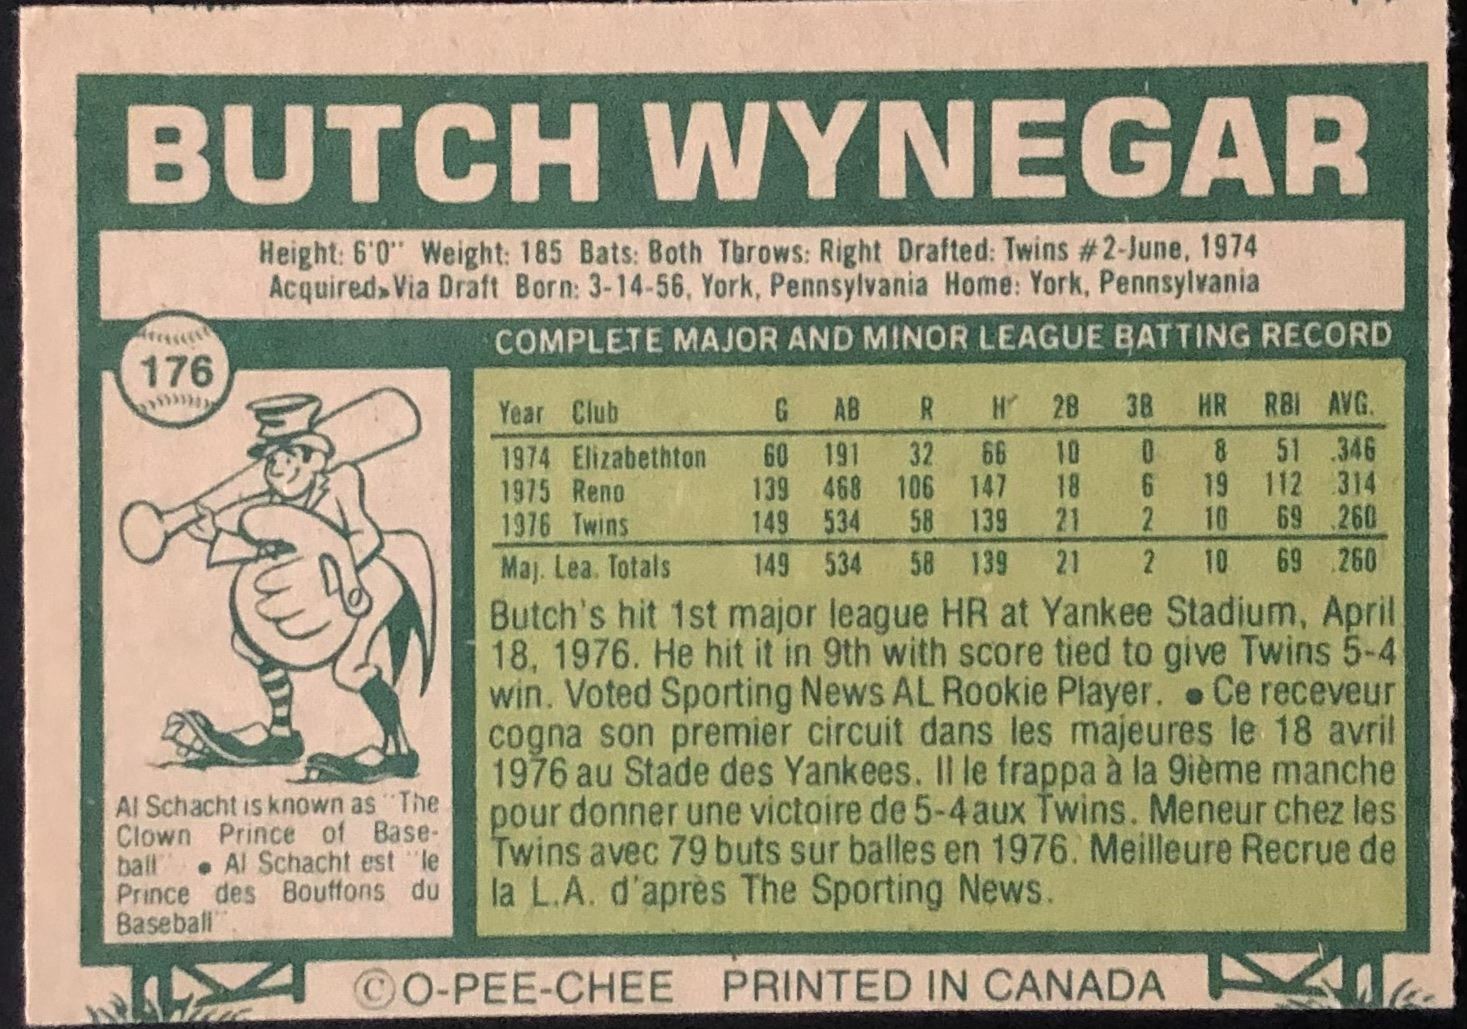 BUTCH WYNEGAR
Height: 6'0" Weight: 185 Bats: Both Throws: Right Drafted: Twins #2-June, 1974
Acquired: Via Draft Born: 3-14-56, York, Pennsylvania Home: York, Pennsylvania
176
COMPLETE MAJOR AND MINOR LEAGUE BATTING RECORD
Year Club G AB R H 2B 3B HR RBI AVG.
1974 Elizabethton 60 191 32 66 10 0 8 51 .346
1975 Reno 139 468 106 147 18 6 19 112 .314
1976 Twins 149 534 58 139 21 2 10 69 .260
Maj. Lea. Totals 149 534 58 139 21 2 10 69 .260
Butch's hit 1st major league HR at Yankee Stadium, April
18, 1976. He hit it in 9th with score tied to give Twins 5-4
win. Voted Sporting News AL Rookie Player. • Ce receveur
cogna son premier circuit dans les majeures le 18 avril
1976 au Stade des Yankees. Il le frappa à la 9ième manche
pour donner une victoire de 5-4 aux Twins. Meneur chez les
Twins avec 79 buts sur balles en 1976. Meilleure Recrue de
la L.A. d'après The Sporting News.
Al Schacht is known as "The
Clown Prince of Base-
ball" • Al Schacht est "le
Prince des Bouffons du
Baseball".
© O-PEE-CHEE PRINTED IN CANADA